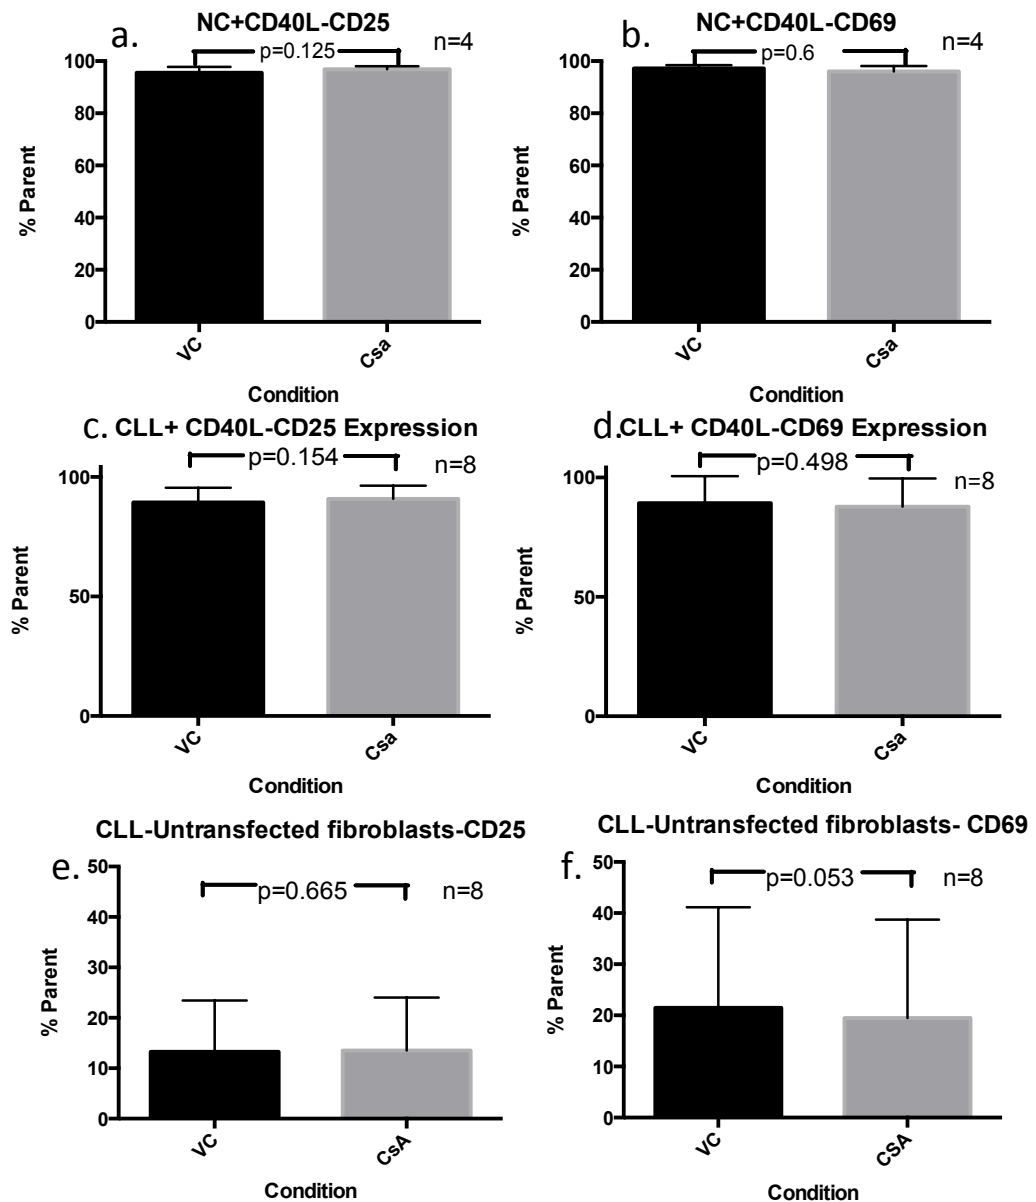 a.
NC+CD40L-CD25
p=0.125
n=4
100
80
60
40
20
0
% Parent
VC
Csa
Condition
b.
NC+CD40L-CD69
p=0.6
n=4
100
80
60
40
20
0
% Parent
VC
Csa
Condition
c.
CLL+ CD40L-CD25 Expression
p=0.154
n=8
100
50
0
% Parent
VC
Csa
Condition
d.
CLL+ CD40L-CD69 Expression
p=0.498
n=8
100
50
0
% Parent
VC
Csa
Condition
CLL-Untransfected fibroblasts-CD25
e.
p=0.665
n=8
50
40
30
20
10
0
% Parent
VC
CsA
Condition
CLL-Untransfected fibroblasts- CD69
f.
p=0.053
n=8
50
40
30
20
10
0
% Parent
VC
CSA
Condition